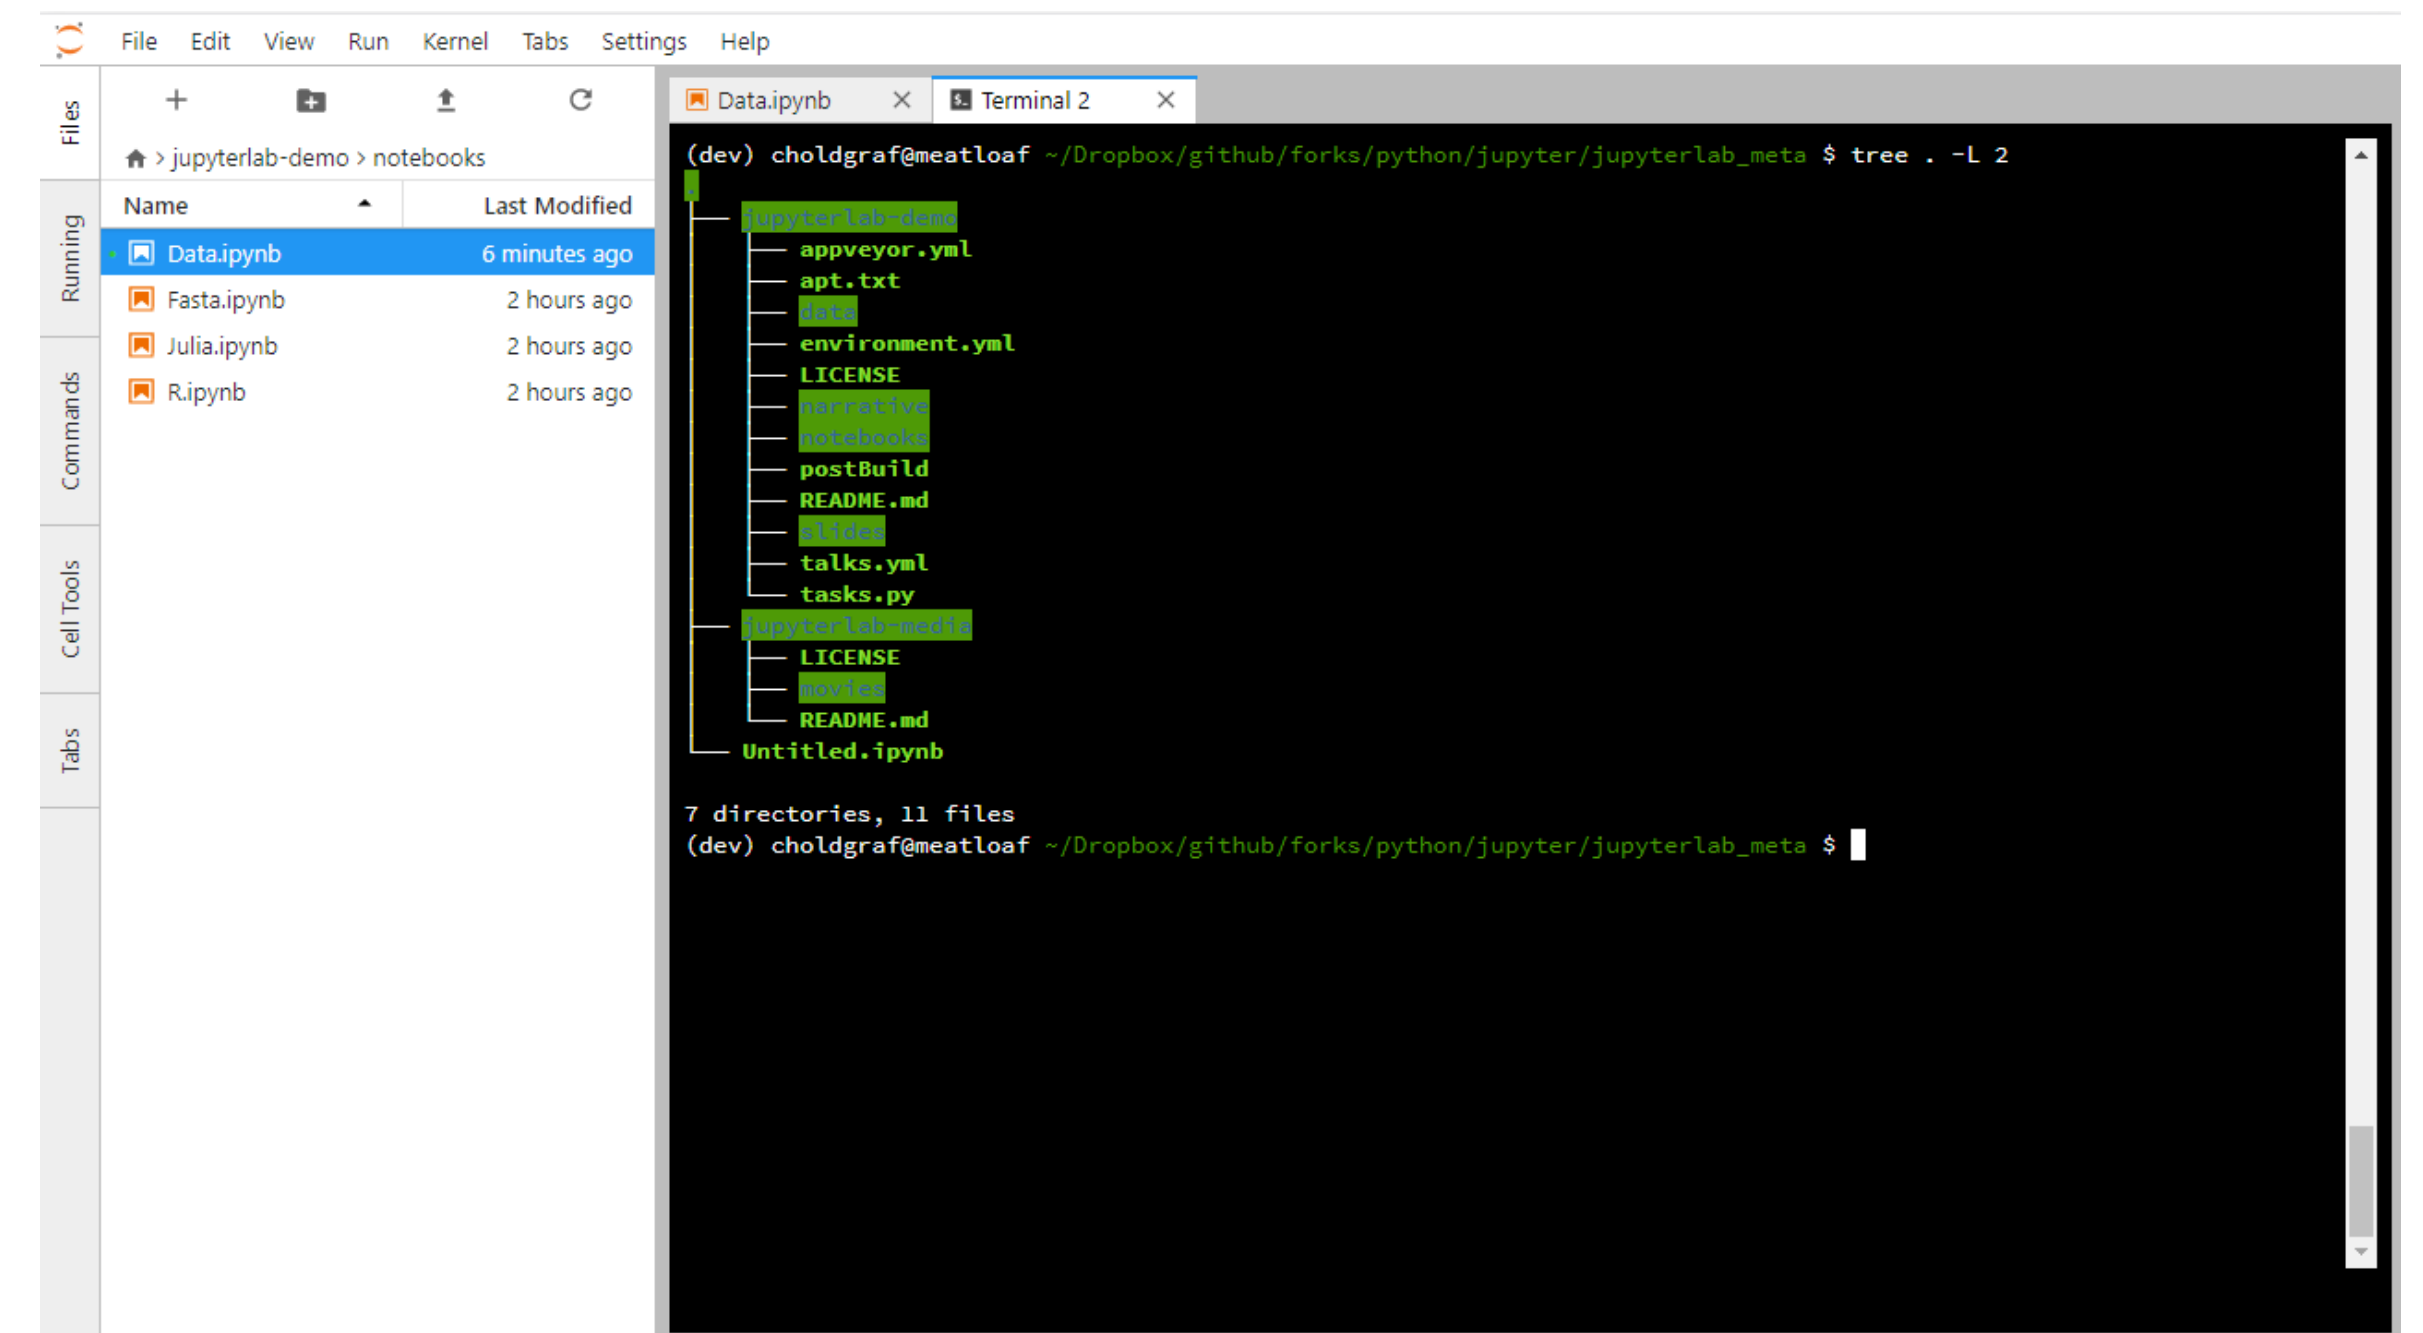 File Edit View Run Kernel Tabs Settings Help
Files
Running
Commands
Cell Tools
Tabs
> jupyterlab-demo > notebooks
Name Last Modified
Data.ipynb 6 minutes ago
Fasta.ipynb 2 hours ago
Julia.ipynb 2 hours ago
R.ipynb 2 hours ago
Data.ipynb Terminal 2
(dev) choldgraf@meatloaf ~/Dropbox/github/forks/python/jupyter/jupyterlab_meta $ tree . -L 2
.
├── jupyterlab-demo
│   ├── appveyor.yml
│   ├── apt.txt
│   ├── data
│   ├── environment.yml
│   ├── LICENSE
│   ├── narrative
│   ├── notebooks
│   ├── postBuild
│   ├── README.md
│   ├── slides
│   ├── talks.yml
│   └── tasks.py
├── jupyterlab-media
│   ├── LICENSE
│   ├── movies
│   └── README.md
└── Untitled.ipynb
7 directories, 11 files
(dev) choldgraf@meatloaf ~/Dropbox/github/forks/python/jupyter/jupyterlab_meta $